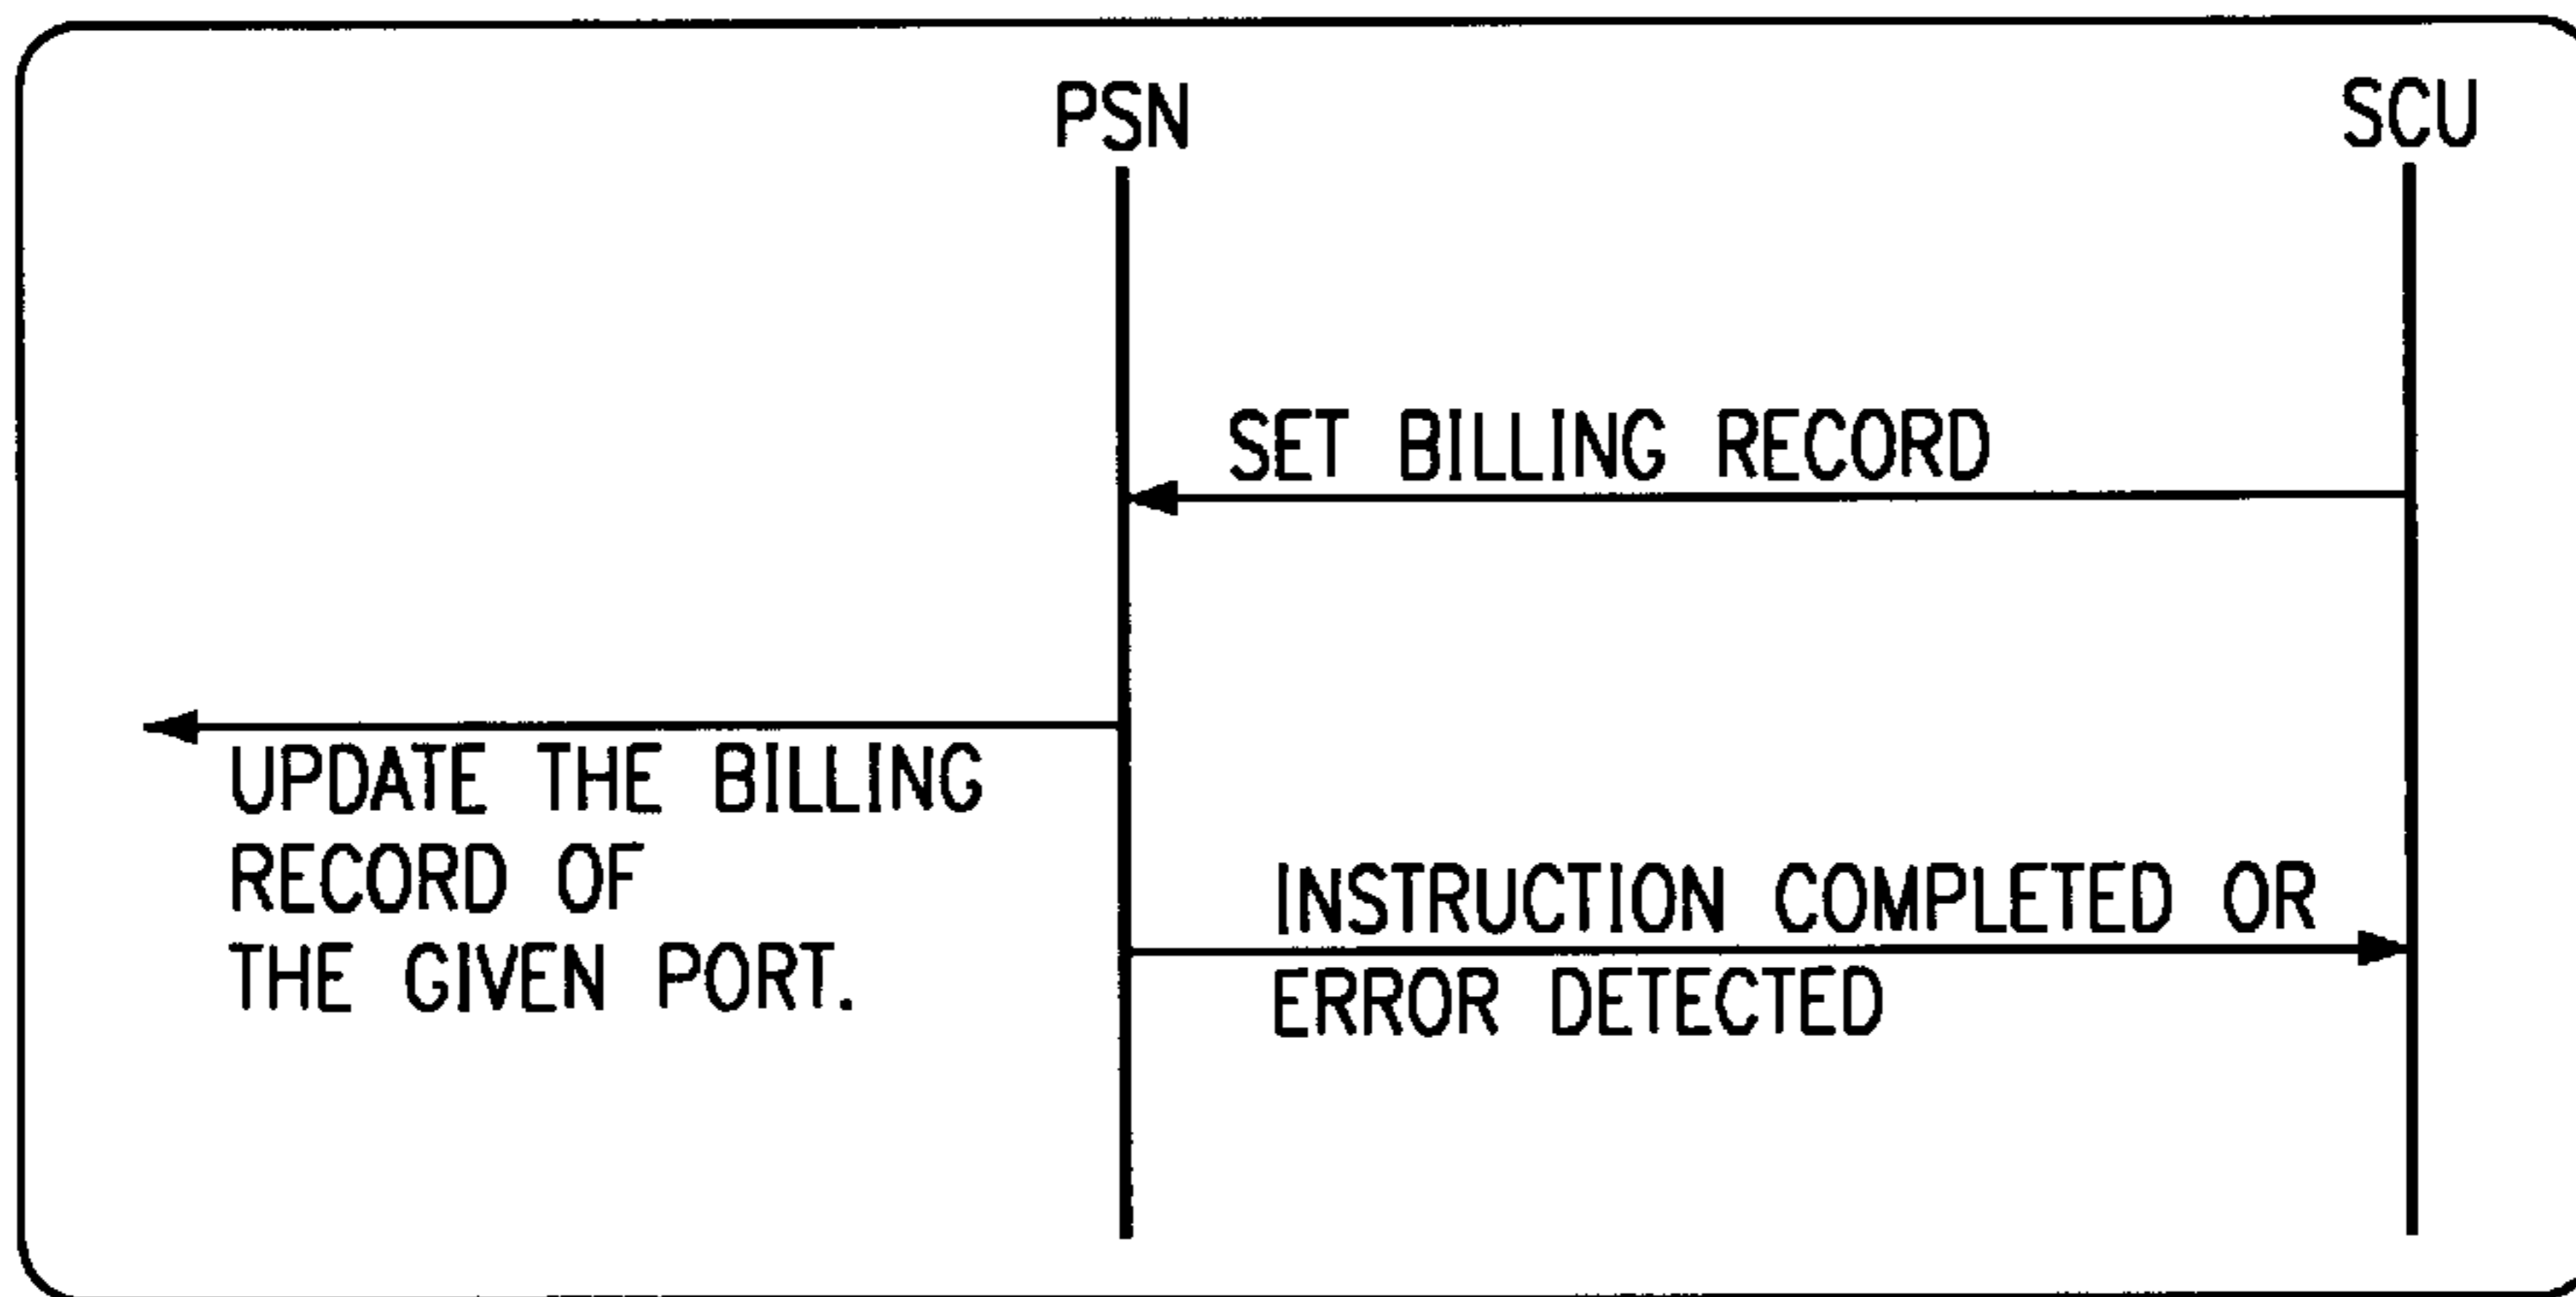 PSN
SCU
SET BILLING RECORD
UPDATE THE BILLING
RECORD OF
THE GIVEN PORT.
INSTRUCTION COMPLETED OR
ERROR DETECTED